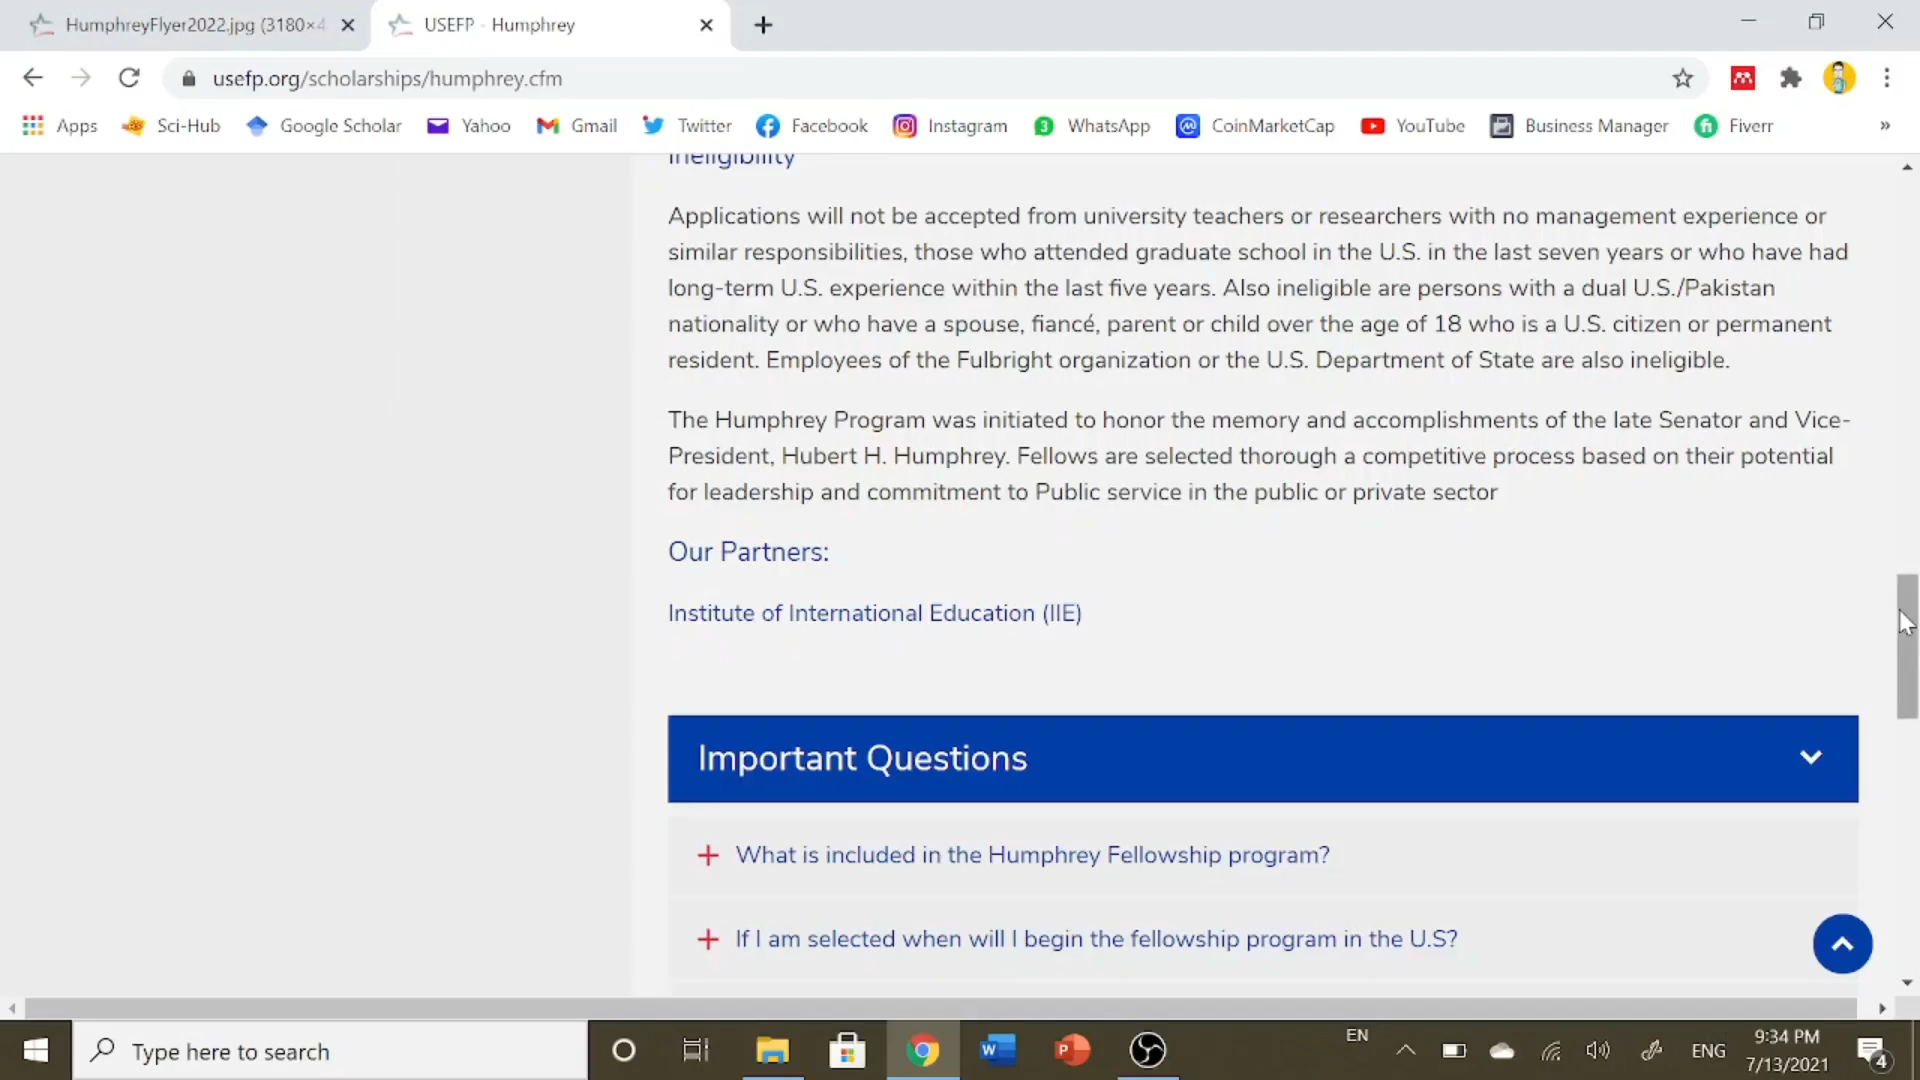 HumphreyFlyer2022.jpg (3180×4
USEFP - Humphrey
usefp.org/scholarships/humphrey.cfm
Apps
Sci-Hub
Google Scholar
Yahoo
Gmail
Twitter
Facebook
Instagram
3
WhatsApp
CoinMarketCap
YouTube
Business Manager
Fiverr
»
Ineligibility
Applications will not be accepted from university teachers or researchers with no management experience or
similar responsibilities, those who attended graduate school in the U.S. in the last seven years or who have had
long-term U.S. experience within the last five years. Also ineligible are persons with a dual U.S./Pakistan
nationality or who have a spouse, fiancé, parent or child over the age of 18 who is a U.S. citizen or permanent
resident. Employees of the Fulbright organization or the U.S. Department of State are also ineligible.
The Humphrey Program was initiated to honor the memory and accomplishments of the late Senator and Vice-
President, Hubert H. Humphrey. Fellows are selected thorough a competitive process based on their potential
for leadership and commitment to Public service in the public or private sector
Our Partners:
Institute of International Education (IIE)
Important Questions
What is included in the Humphrey Fellowship program?
If I am selected when will I begin the fellowship program in the U.S?
Type here to search
EN
ENG
9:34 PM
7/13/2021
4